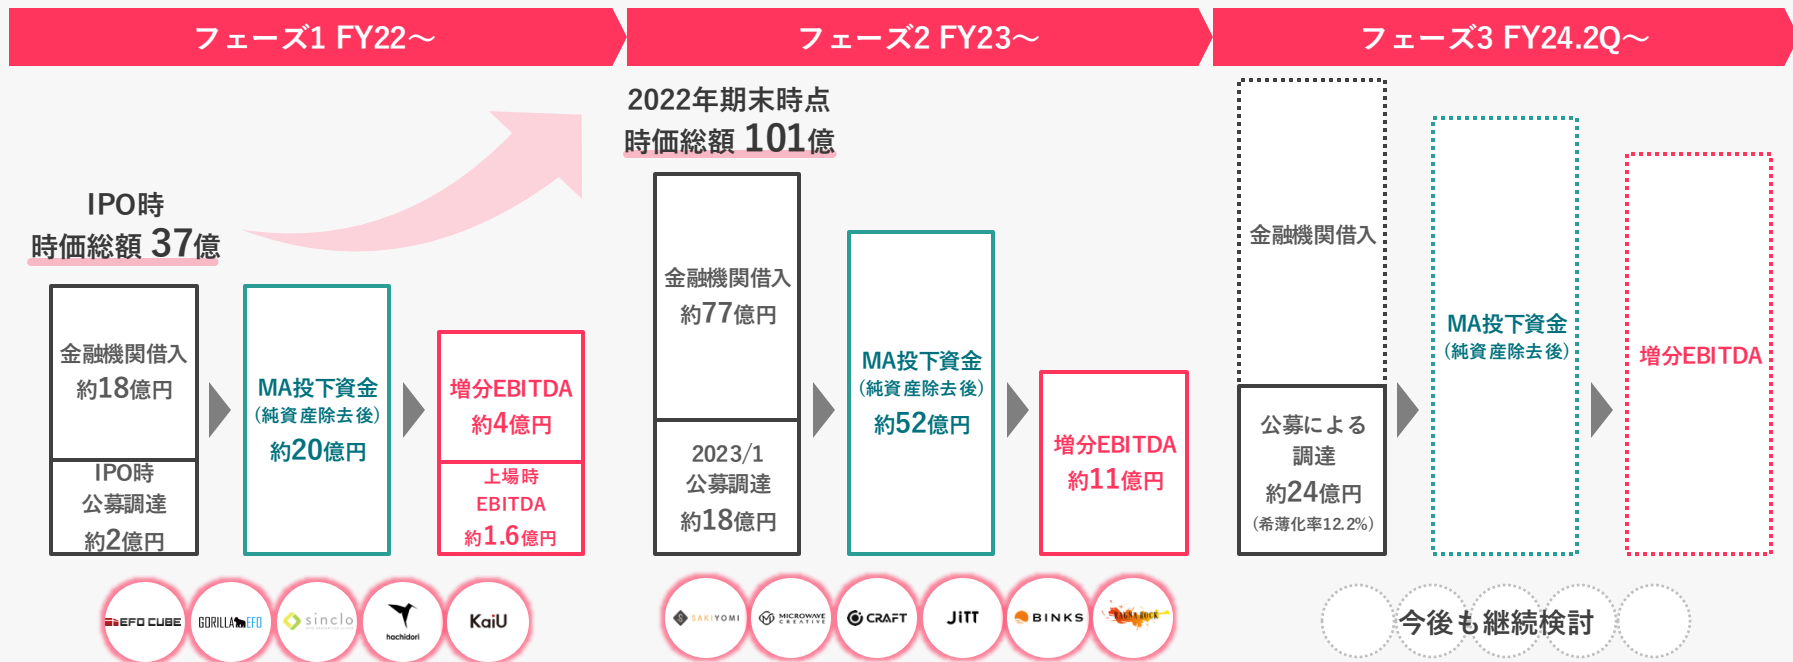 フェーズ1 FY22～
フェーズ2 FY23～
フェーズ3 FY24.2Q～
IPO時
時価総額 37億
金融機関借入
約18億円
IPO時
公募調達
約2億円
MA投下資金
(純資産除去後)
約20億円
増分EBITDA
約4億円
上場時
EBITDA
約1.6億円
EFO CUBE
GORILLA EFO
sinclo
hachidori
KaiU
2022年期末時点
時価総額 101億
金融機関借入
約77億円
2023/1
公募調達
約18億円
MA投下資金
(純資産除去後)
約52億円
増分EBITDA
約11億円
SAKIYOMI
MICROWAVE
CREATIVE
CRAFT
JITT
BINKS
金融機関借入
公募による
調達
約24億円
(希薄化率12.2%)
MA投下資金
(純資産除去後)
増分EBITDA
今後も継続検討